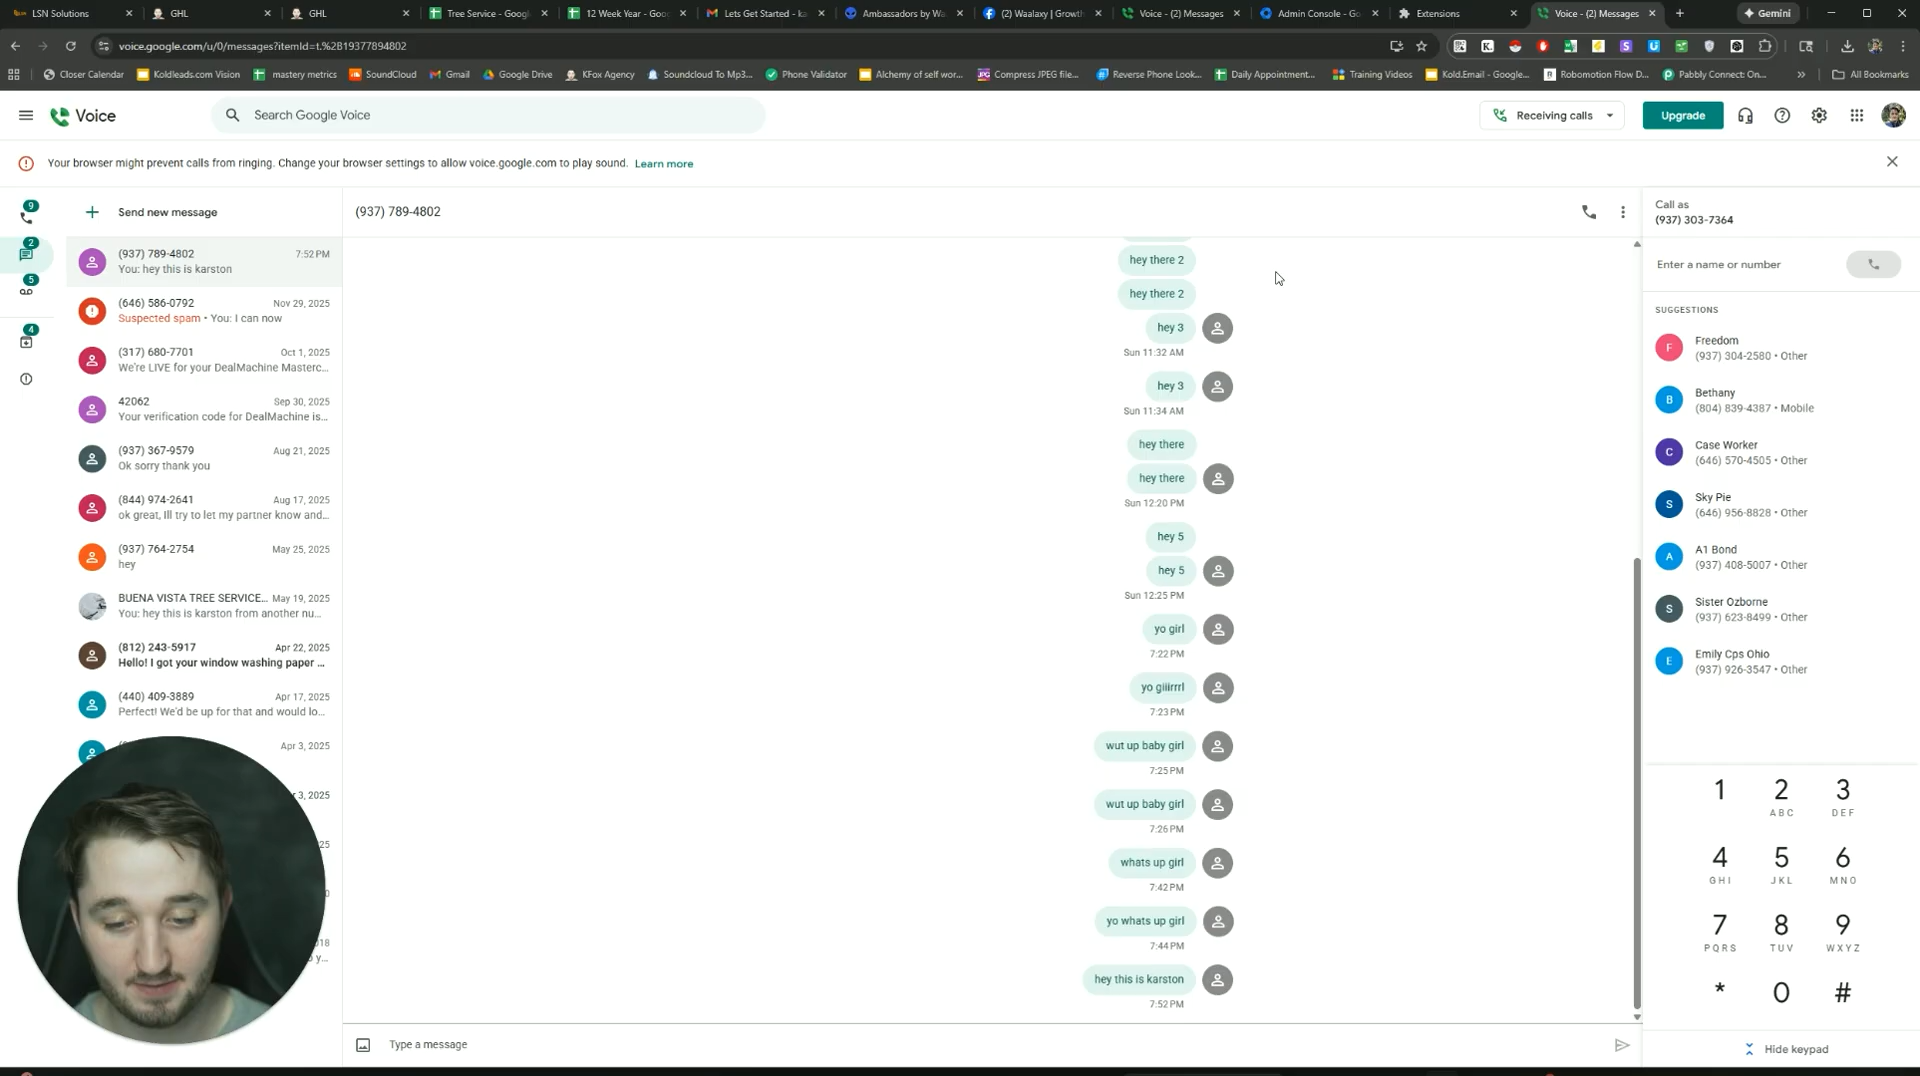 LSN Solutions
GHL
GHL
Tree Service - Googl
12 Week Year - Goo
Lets Get Started - ka
Ambassadors by Wa
(2) Waalaxy | Growth
Voice - (2) Messages
Admin Console - Go
Extensions
Voice - (2) Messages
Gemini
voice.google.com/u/0/messages?itemId=t.%2B19377894802
Closer Calendar
Koldleads.com Vision
mastery metrics
SoundCloud
Gmail
Google Drive
KFox Agency
Soundcloud To Mp3...
Phone Validator
Alchemy of self wor...
Compress JPEG file...
Reverse Phone Look...
Daily Appointment...
Training Videos
Kold.Email - Google...
Robomotion Flow D...
Pabbly Connect: On...
»
All Bookmarks
Voice
Search Google Voice
Receiving calls
Upgrade
Your browser might prevent calls from ringing. Change your browser settings to allow voice.google.com to play sound. Learn more
9
2
5
4
Send new message
(937) 789-4802 7:52 PM
You: hey this is karston
(646) 586-0792 Nov 29, 2025
Suspected spam • You: I can now
(317) 680-7701 Oct 1, 2025
We're LIVE for your DealMachine Masterc...
42062 Sep 30, 2025
Your verification code for DealMachine is...
(937) 367-9579 Aug 21, 2025
Ok sorry thank you
(844) 974-2641 Aug 17, 2025
ok great, Ill try to let my partner know and...
(937) 764-2754 May 25, 2025
hey
BUENA VISTA TREE SERVICE... May 19, 2025
You: hey this is karston from another nu...
(812) 243-5917 Apr 22, 2025
Hello! I got your window washing paper ...
(440) 409-3889 Apr 17, 2025
Perfect! We'd be up for that and would lo...
Apr 3, 2025
r 3, 2025
(937) 789-4802
hey there 2
hey there 2
hey 3
Sun 11:32 AM
hey 3
Sun 11:34 AM
hey there
hey there
Sun 12:20 PM
hey 5
hey 5
Sun 12:25 PM
yo girl
7:22 PM
yo giiirrrl
7:23 PM
wut up baby girl
7:25 PM
wut up baby girl
7:26 PM
whats up girl
7:42 PM
yo whats up girl
7:44 PM
hey this is karston
7:52 PM
Type a message
Call as
(937) 303-7364
Enter a name or number
SUGGESTIONS
F
Freedom
(937) 304-2580 • Other
B
Bethany
(804) 839-4387 • Mobile
C
Case Worker
(646) 570-4505 • Other
S
Sky Pie
(646) 956-8828 • Other
A
A1 Bond
(937) 408-5007 • Other
S
Sister Ozborne
(937) 623-8499 • Other
E
Emily Cps Ohio
(937) 926-3547 • Other
1 2 3
ABC DEF
4 5 6
GHI JKL MNO
7 8 9
PQRS TUV WXYZ
* 0 #
Hide keypad